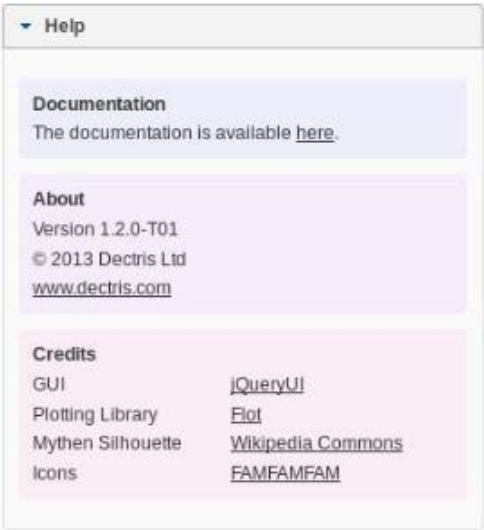 Help
Documentation
The documentation is available here.
About
Version 1.2.0-T01
© 2013 Dectris Ltd
www.dectris.com
Credits
GUI jQueryUI
Plotting Library Flot
Mythen Silhouette Wikipedia Commons
Icons FAMFAMFAM